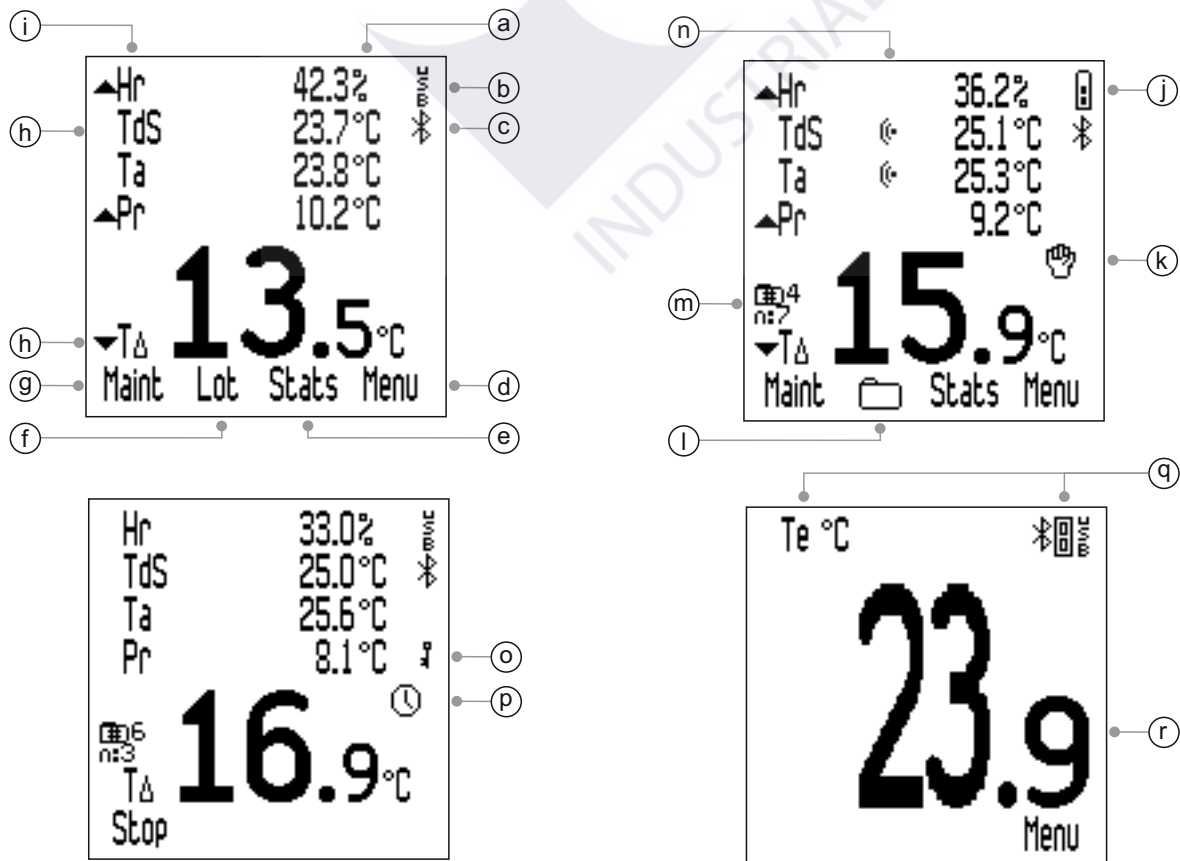 i
a
Hr 42.3% USB
b
h
TdS 23.7°C
c
Ta 23.8°C
Pr 10.2°C
13.5°C
h
TΔ
g
Maint Lot Stats Menu
d
f
e
n
Hr 36.2%
j
TdS 25.1°C
Ta 25.3°C
Pr 9.2°C
k
m
4
n:7
15.9°C
TΔ
Maint Stats Menu
l
Hr 33.0% USB
TdS 25.0°C
Ta 25.6°C
Pr 8.1°C
o
p
6
n:3
16.9°C
TΔ
Stop
q
Te °C USB
23.9
r
Menu
INDUSTRIAL